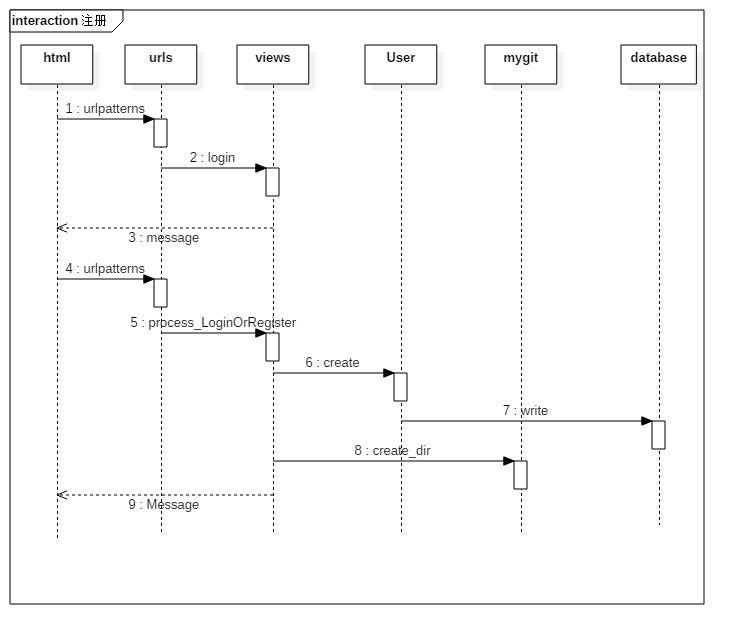 interaction 注册
html urls views User mygit database
1 : urlpatterns
2 : login
3 : message
4 : urlpatterns
5 : process_LoginOrRegister
6 : create
7 : write
8 : create_dir
9 : Message